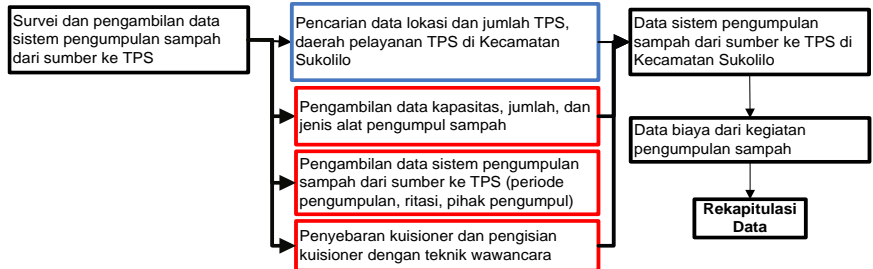 Survei dan pengambilan data
sistem pengumpulan sampah
dari sumber ke TPS
Pencarian data lokasi dan jumlah TPS,
daerah pelayanan TPS di Kecamatan
Sukolilo
Pengambilan data kapasitas, jumlah, dan
jenis alat pengumpul sampah
Pengambilan data sistem pengumpulan
sampah dari sumber ke TPS (periode
pengumpulan, ritasi, pihak pengumpul)
Penyebaran kuisioner dan pengisian
kuisioner dengan teknik wawancara
Data sistem pengumpulan
sampah dari sumber ke TPS di
Kecamatan Sukolilo
Data biaya dari kegiatan
pengumpulan sampah
Rekapitulasi
Data